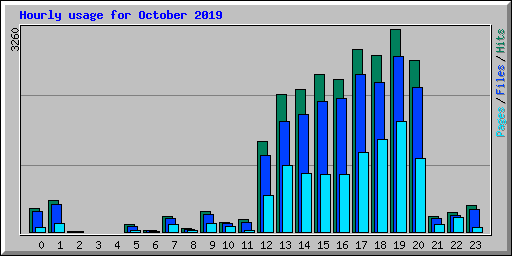 Hourly usage for October 2019
3260
Pages/Files/Hits
0 1 2 3 4 5 6 7 8 9 10 11 12 13 14 15 16 17 18 19 20 21 22 23